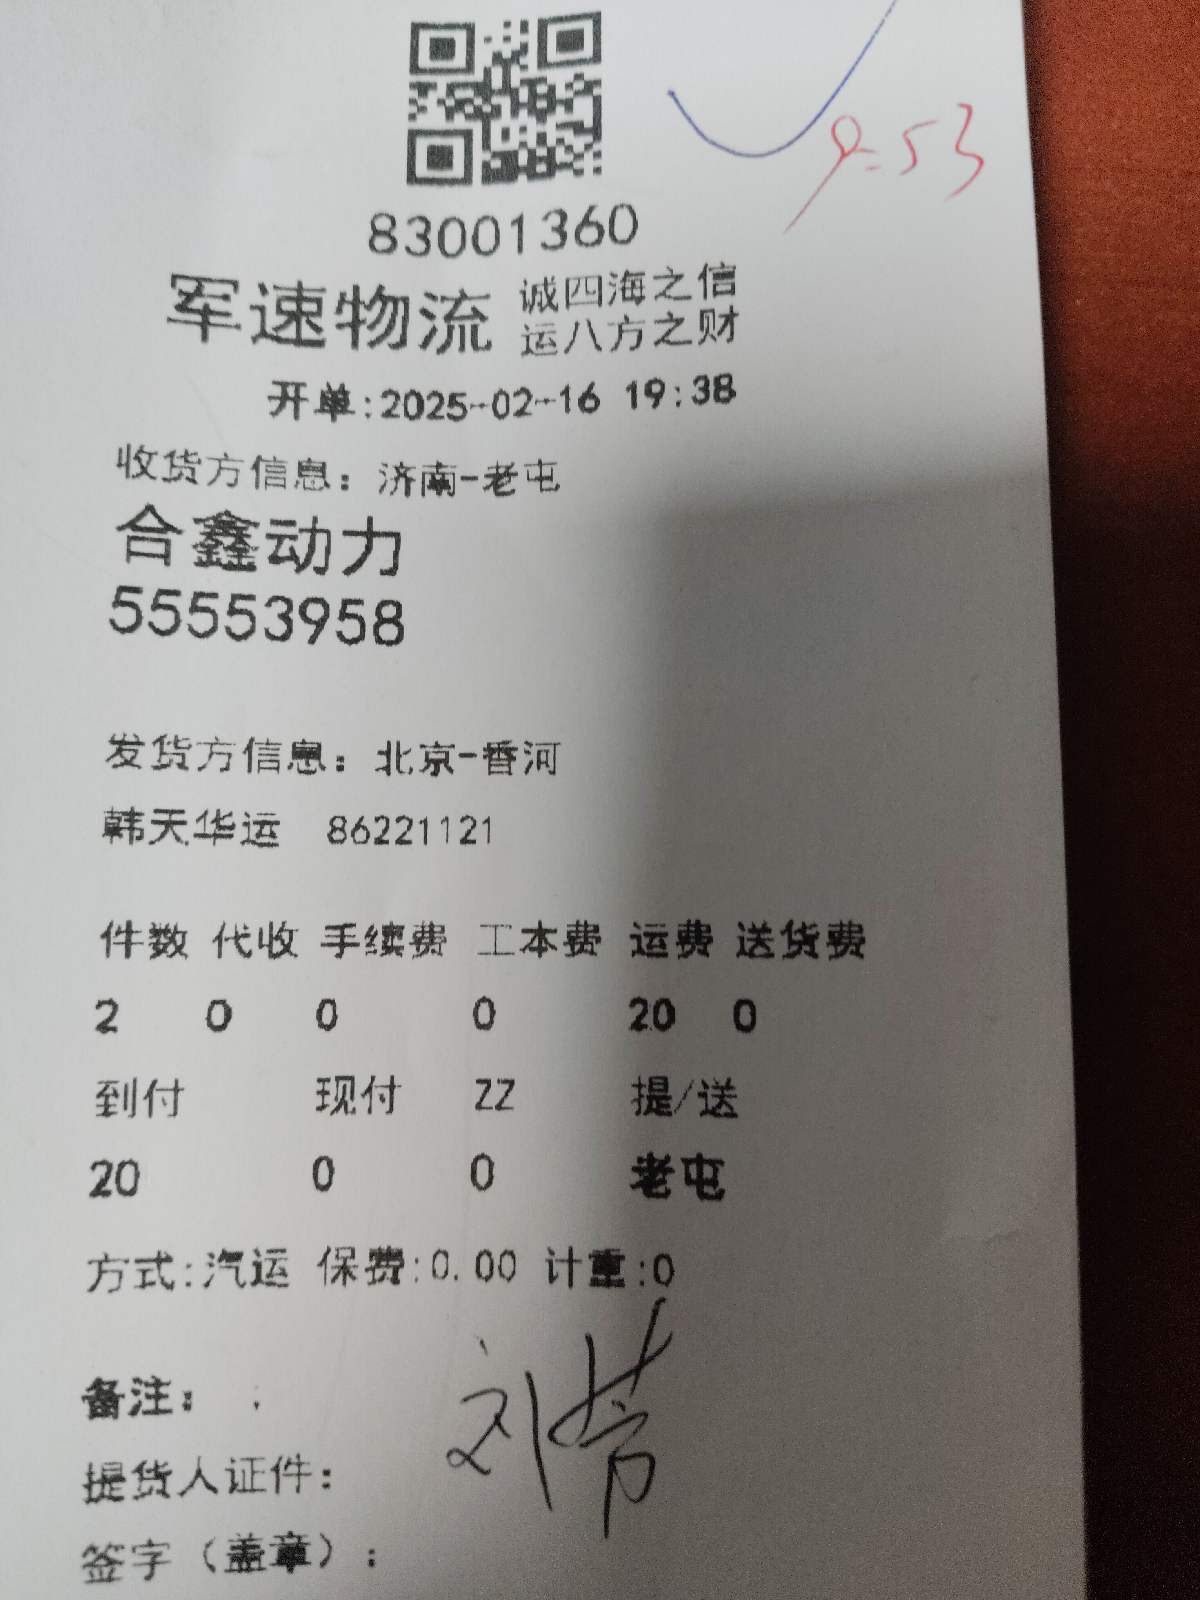 9=53
83001360
军速物流 诚四海之信
运八方之财
开单:2025-02-16 19:38
收货方信息：济南-老屯
合鑫动力
55553958
发货方信息：北京-香河
韩天华运 86221121
件数 代收 手续费 工本费 运费 送货费
2 0 0 0 20 0
到付 现付 ZZ 提/送
20 0 0 老屯
方式:汽运 保费:0.00 计重:0
备注： .
刘芳
提货人证件：
签字（盖章）：